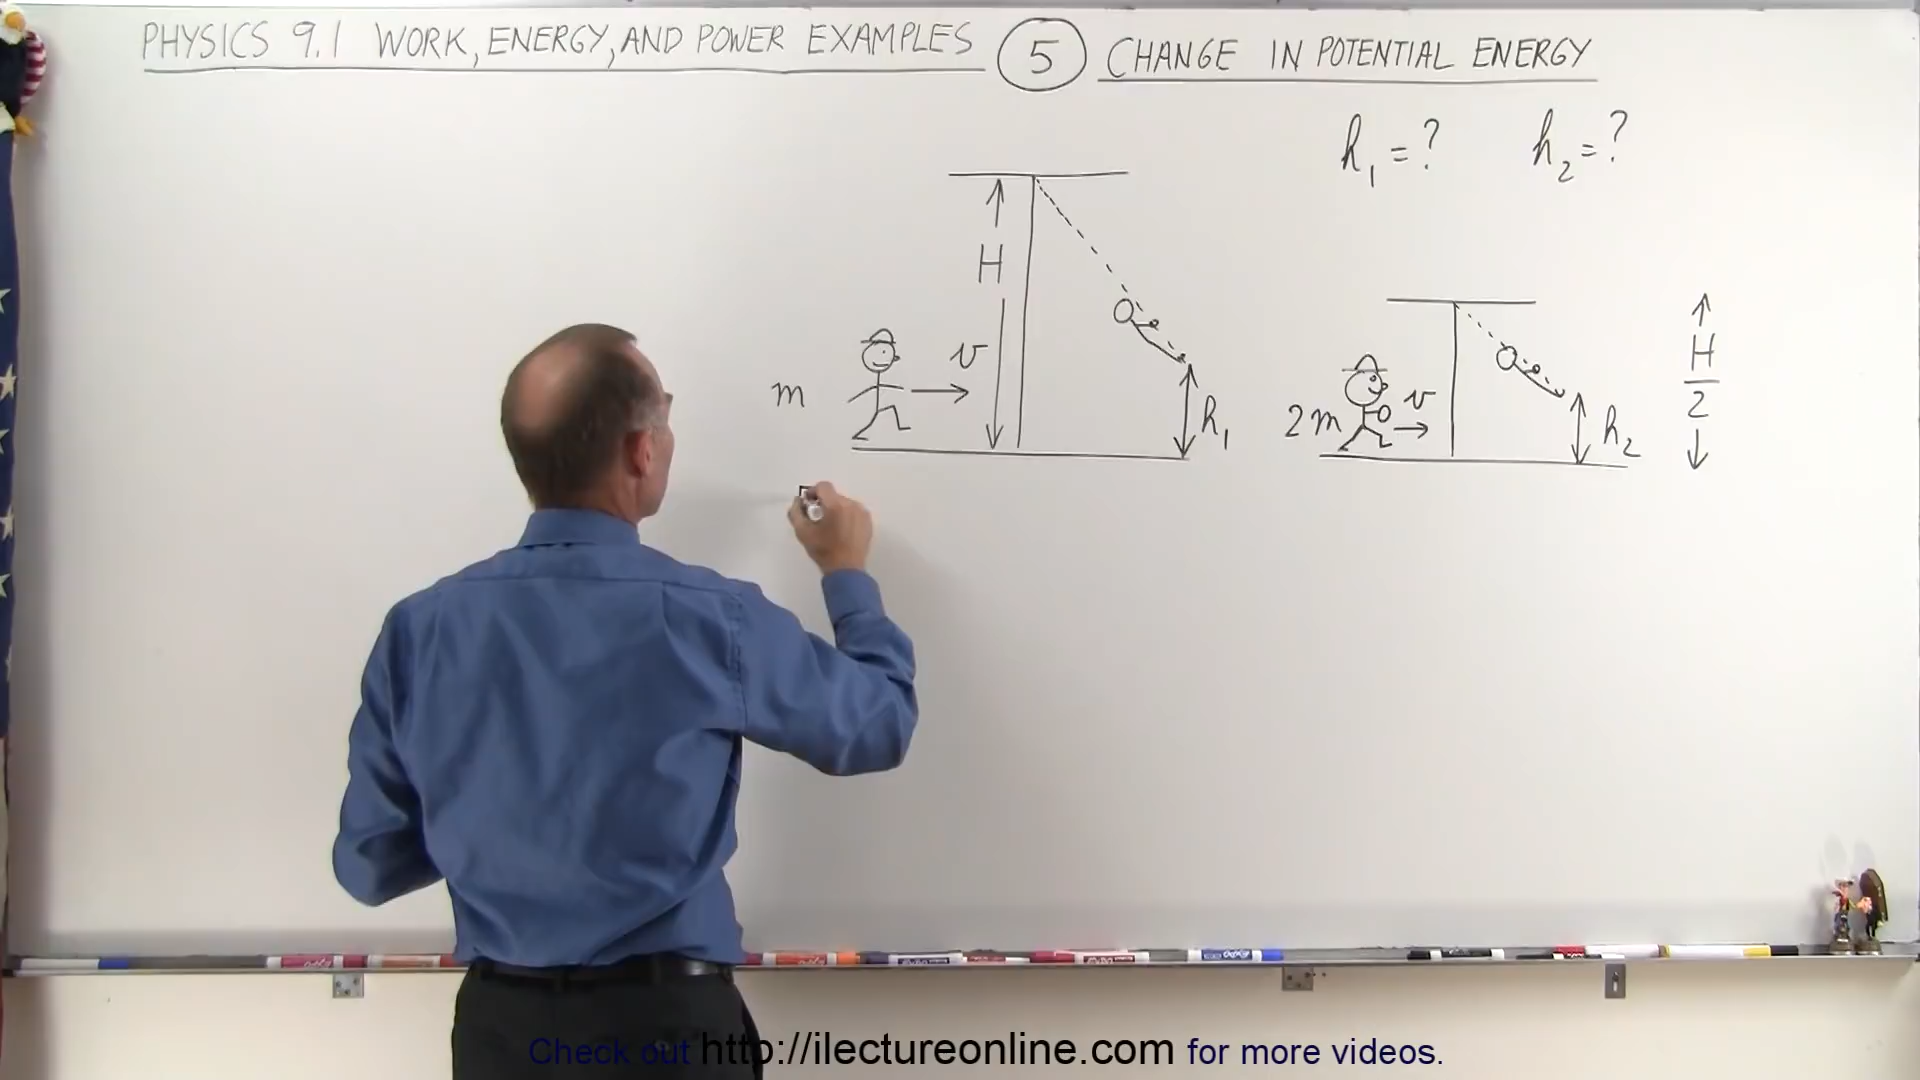 PHYSICS 9.1 WORK, ENERGY, AND POWER EXAMPLES 5 CHANGE IN POTENTIAL ENERGY
h₁ = ? h₂ = ?
H
m
v
h₁
2m
v
h₂
H
2
Check out http://ilectureonline.com for more videos.